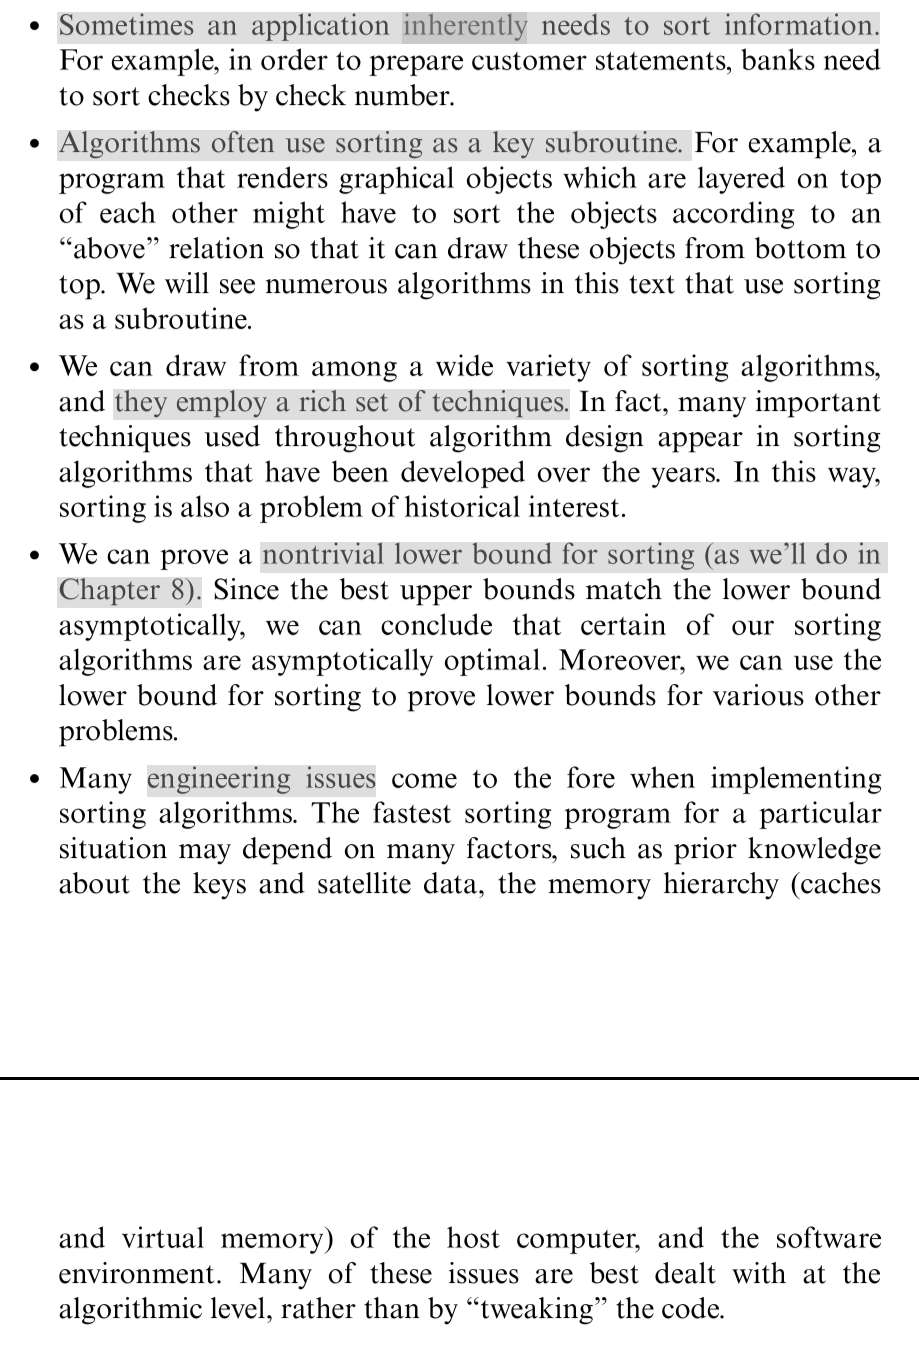 • Sometimes an application inherently needs to sort information.
For example, in order to prepare customer statements, banks need
to sort checks by check number.
• Algorithms often use sorting as a key subroutine. For example, a
program that renders graphical objects which are layered on top
of each other might have to sort the objects according to an
“above” relation so that it can draw these objects from bottom to
top. We will see numerous algorithms in this text that use sorting
as a subroutine.
• We can draw from among a wide variety of sorting algorithms,
and they employ a rich set of techniques. In fact, many important
techniques used throughout algorithm design appear in sorting
algorithms that have been developed over the years. In this way,
sorting is also a problem of historical interest.
• We can prove a nontrivial lower bound for sorting (as we’ll do in
Chapter 8). Since the best upper bounds match the lower bound
asymptotically, we can conclude that certain of our sorting
algorithms are asymptotically optimal. Moreover, we can use the
lower bound for sorting to prove lower bounds for various other
problems.
• Many engineering issues come to the fore when implementing
sorting algorithms. The fastest sorting program for a particular
situation may depend on many factors, such as prior knowledge
about the keys and satellite data, the memory hierarchy (caches
and virtual memory) of the host computer, and the software
environment. Many of these issues are best dealt with at the
algorithmic level, rather than by “tweaking” the code.